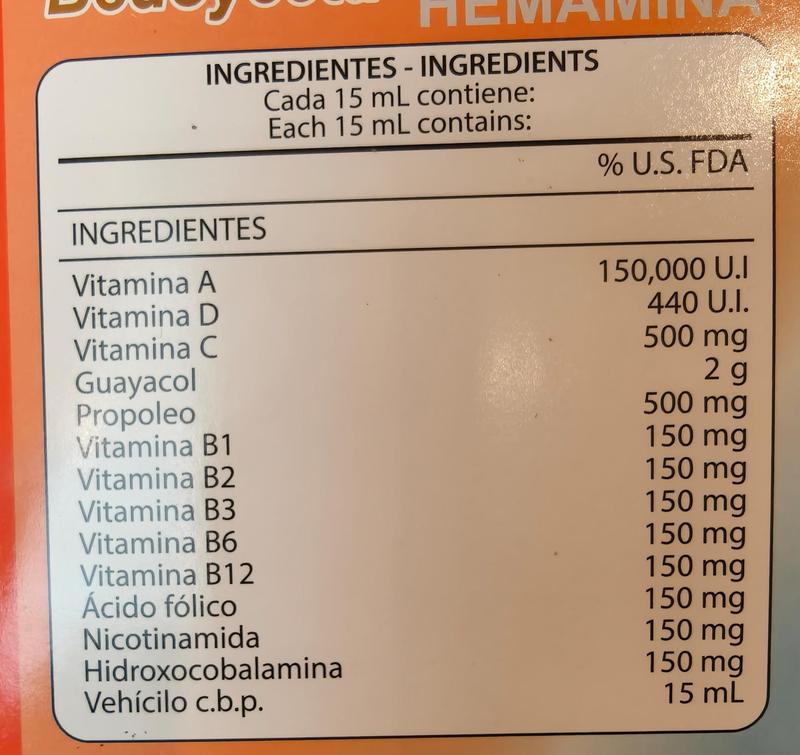 HEMAMINA
INGREDIENTES - INGREDIENTS
Cada 15 mL contiene:
Each 15 mL contains:
% U.S. FDA
INGREDIENTES
Vitamina A 150,000 U.I
Vitamina D 440 U.I.
Vitamina C 500 mg
Guayacol 2 g
Propoleo 500 mg
Vitamina B1 150 mg
Vitamina B2 150 mg
Vitamina B3 150 mg
Vitamina B6 150 mg
Vitamina B12 150 mg
Ácido fólico 150 mg
Nicotinamida 150 mg
Hidroxocobalamina 150 mg
Vehícilo c.b.p. 15 mL